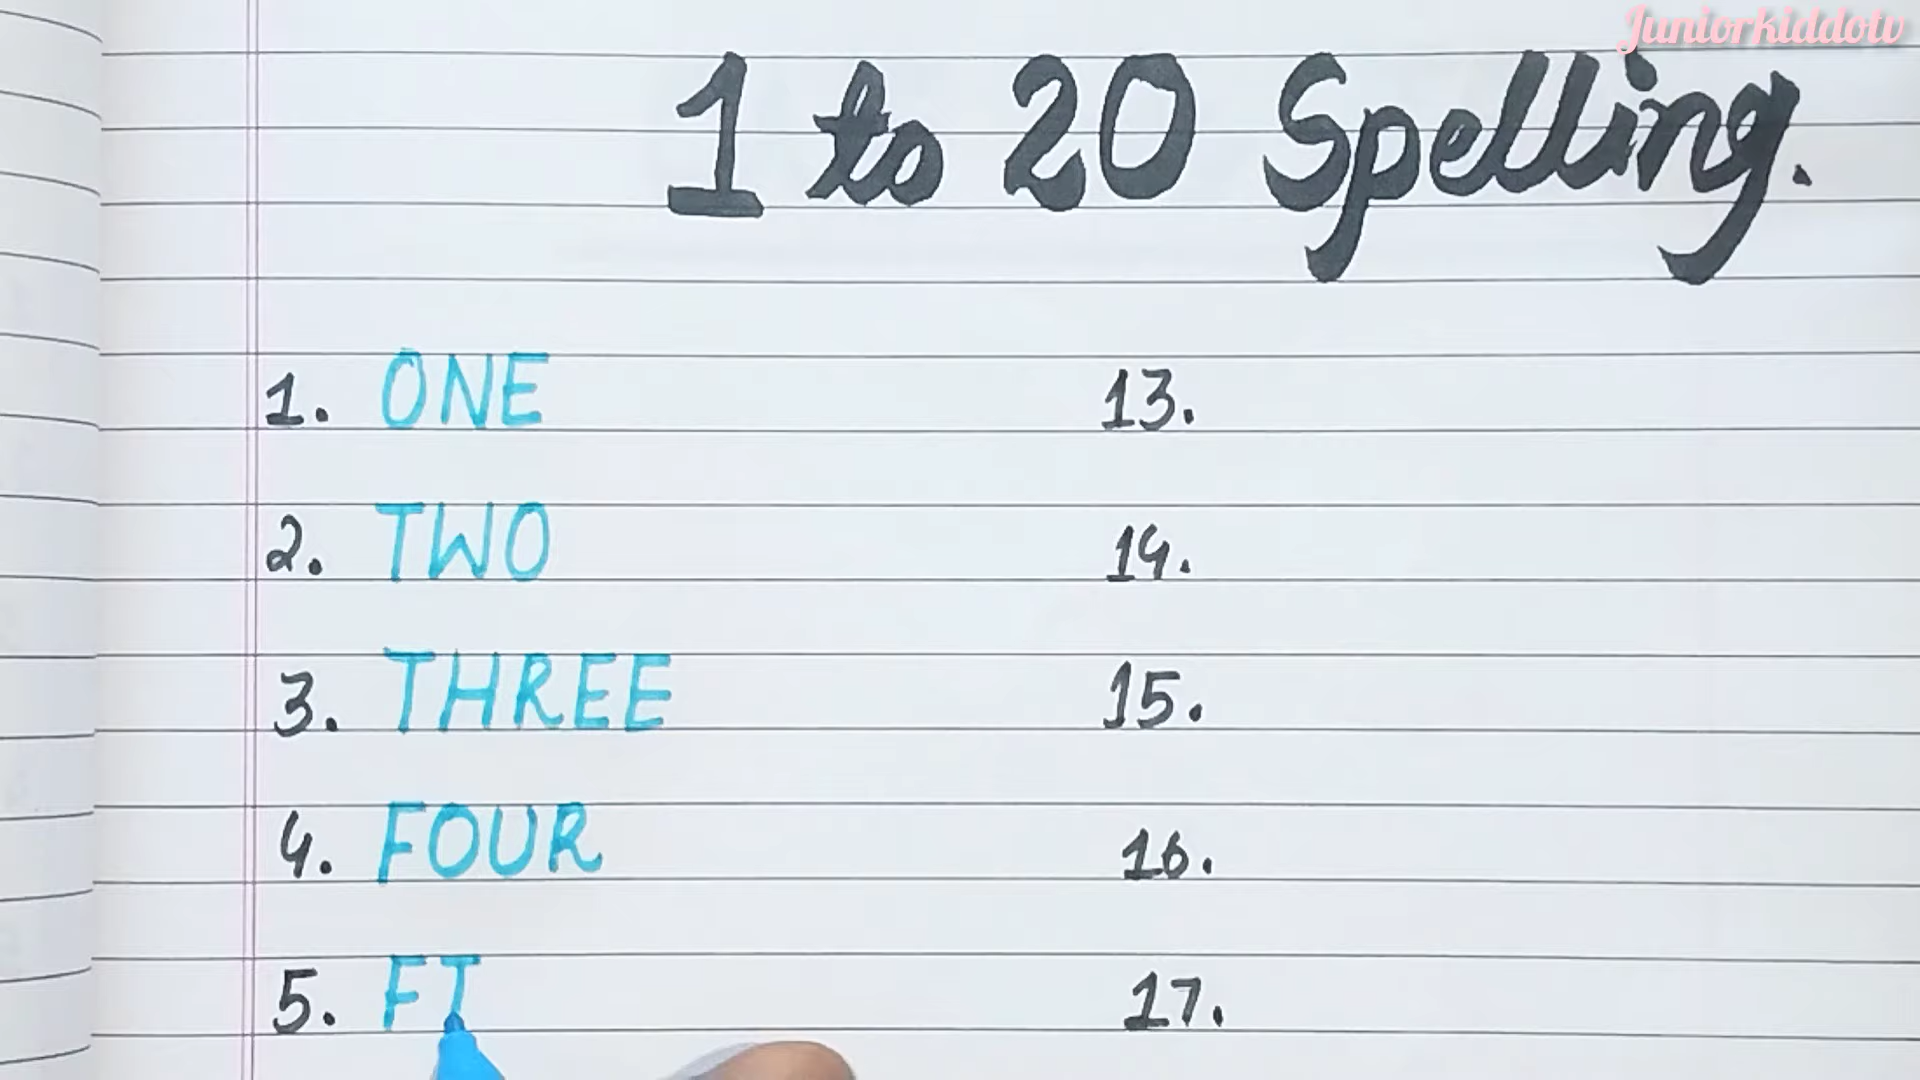 Juniorkiddotv
1 to 20 Spelling.
1. ONE
2. TWO
3. THREE
4. FOUR
5. FI
13.
14.
15.
16.
17.